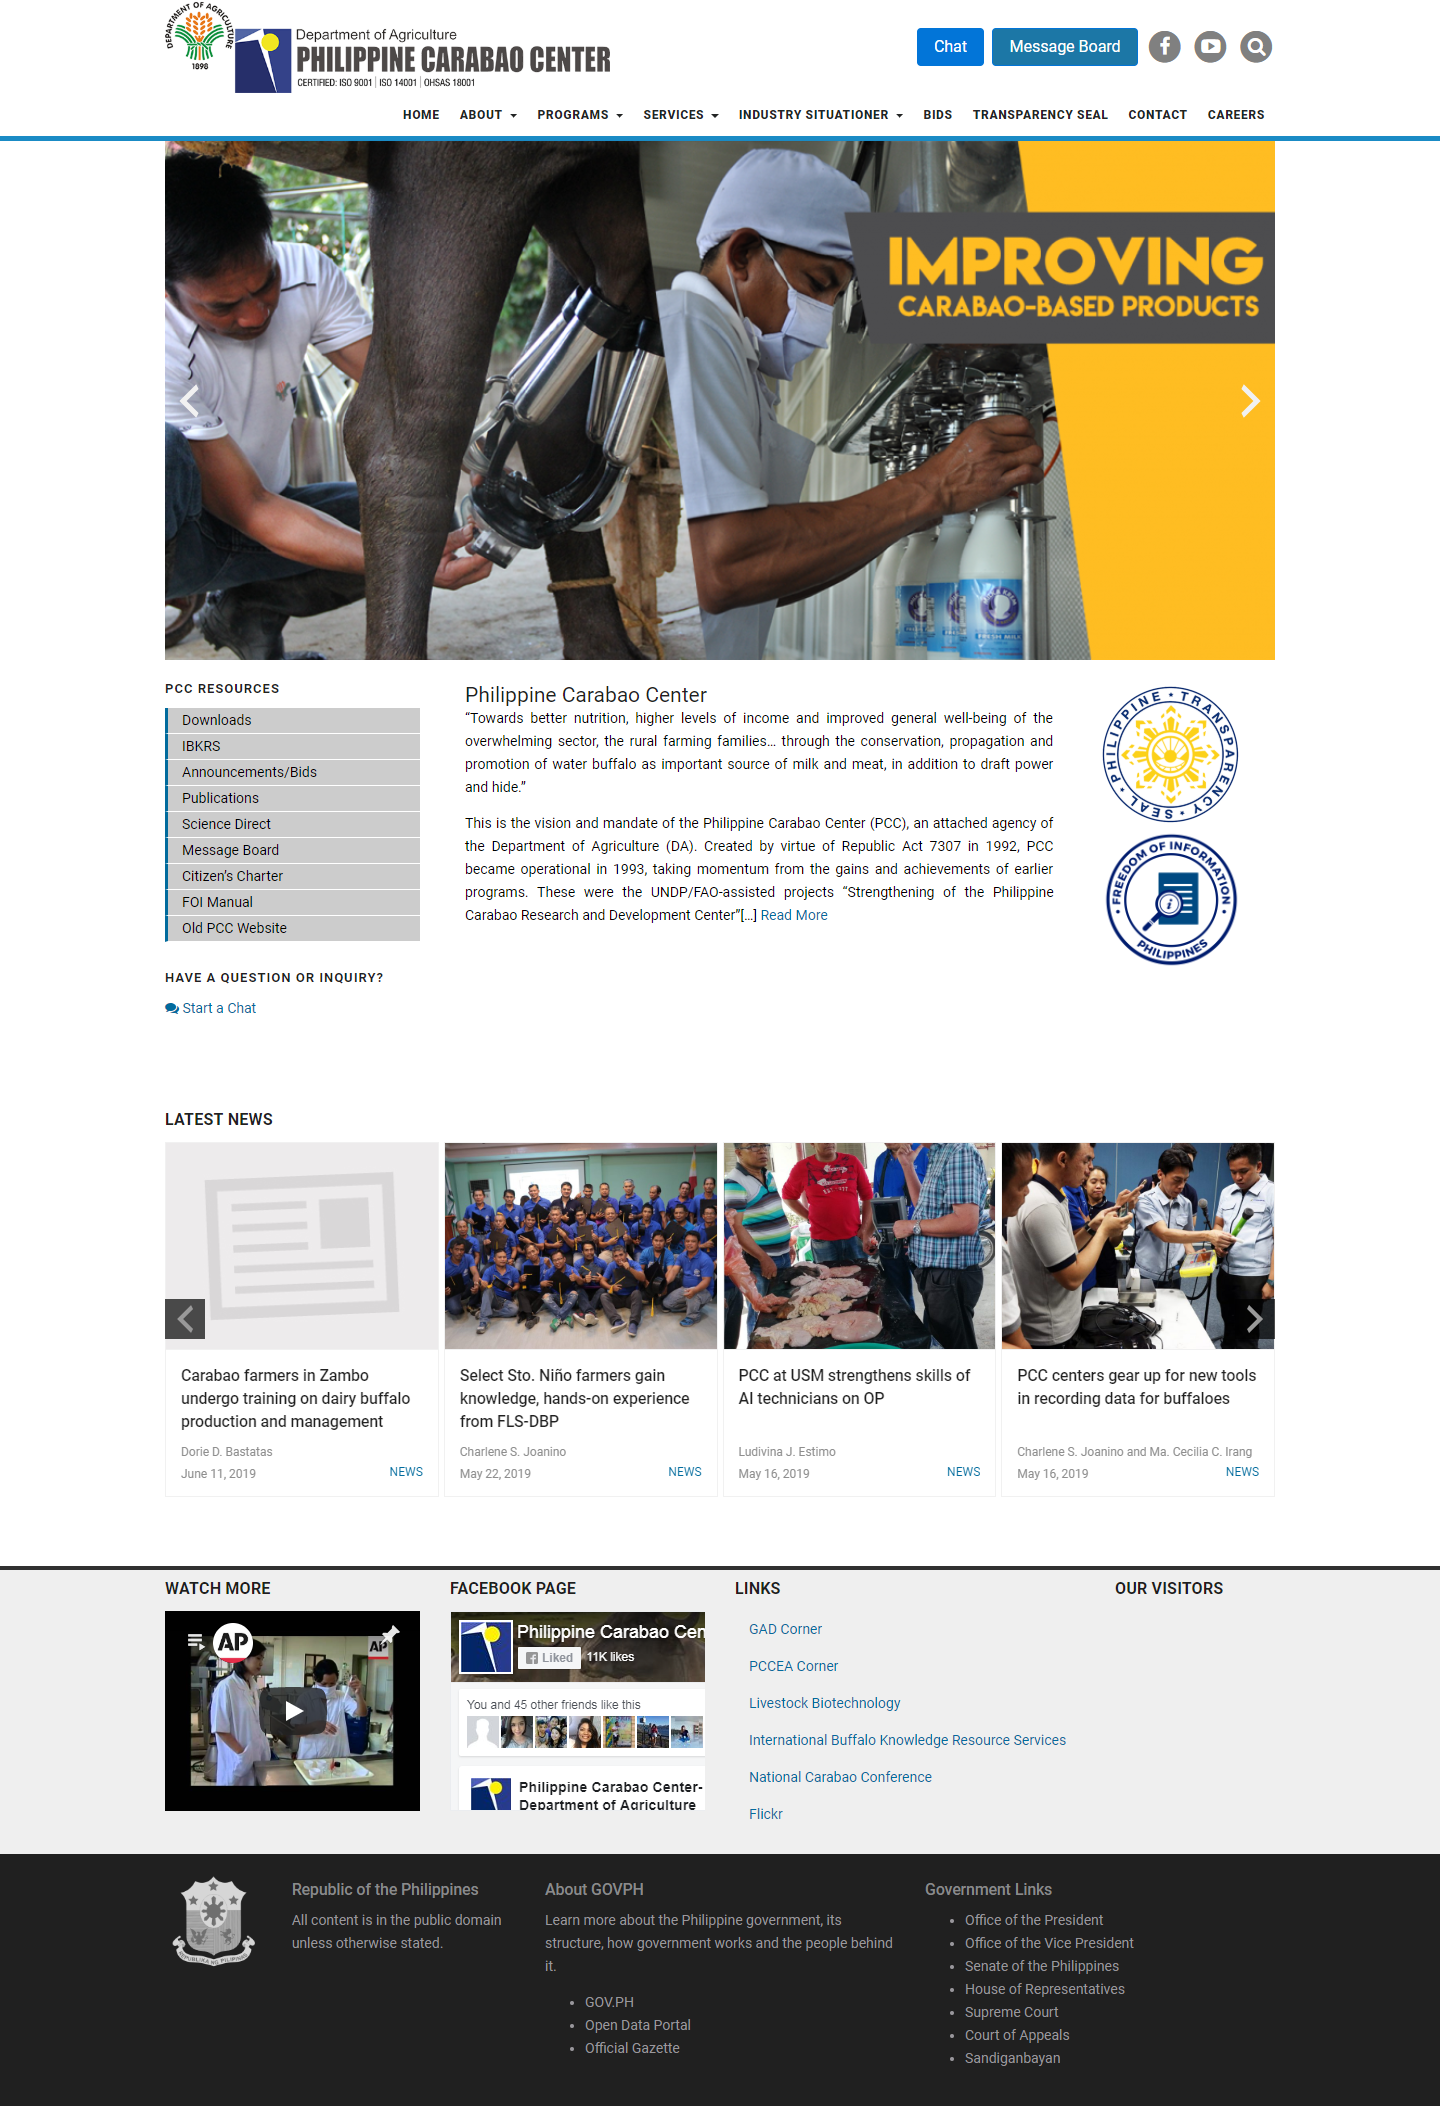 DEPARTMENT OF AGRICULTURE
1898
Department of Agriculture
PHILIPPINE CARABAO CENTER
CERTIFIED: ISO 9001 | ISO 14001 | OHSAS 18001
Chat
Message Board
HOME ABOUT PROGRAMS SERVICES INDUSTRY SITUATIONER BIDS TRANSPARENCY SEAL CONTACT CAREERS
IMPROVING
CARABAO-BASED PRODUCTS
FRESH MILK
PCC RESOURCES
Downloads
IBKRS
Announcements/Bids
Publications
Science Direct
Message Board
Citizen's Charter
FOI Manual
Old PCC Website
HAVE A QUESTION OR INQUIRY?
Start a Chat
Philippine Carabao Center
“Towards better nutrition, higher levels of income and improved general well-being of the
overwhelming sector, the rural farming families… through the conservation, propagation and
promotion of water buffalo as important source of milk and meat, in addition to draft power
and hide.”
This is the vision and mandate of the Philippine Carabao Center (PCC), an attached agency of
the Department of Agriculture (DA). Created by virtue of Republic Act 7307 in 1992, PCC
became operational in 1993, taking momentum from the gains and achievements of earlier
programs. These were the UNDP/FAO-assisted projects “Strengthening of the Philippine
Carabao Research and Development Center”[...] Read More
PHILIPPINE • TRANSPARENCY • SEAL •
FREEDOM OF INFORMATION
PHILIPPINES
LATEST NEWS
Carabao farmers in Zambo
undergo training on dairy buffalo
production and management
Dorie D. Bastatas
June 11, 2019 NEWS
Select Sto. Niño farmers gain
knowledge, hands-on experience
from FLS-DBP
Charlene S. Joanino
May 22, 2019 NEWS
PCC at USM strengthens skills of
AI technicians on OP
Ludivina J. Estimo
May 16, 2019 NEWS
PCC centers gear up for new tools
in recording data for buffaloes
Charlene S. Joanino and Ma. Cecilia C. Irang
May 16, 2019 NEWS
WATCH MORE
AP
AP
FACEBOOK PAGE
Philippine Carabao Cen
Liked 11K likes
You and 45 other friends like this
Philippine Carabao Center-
Department of Agriculture
LINKS
GAD Corner
PCCEA Corner
Livestock Biotechnology
International Buffalo Knowledge Resource Services
National Carabao Conference
Flickr
OUR VISITORS
REPUBLIKA NG PILIPINAS
Republic of the Philippines
All content is in the public domain
unless otherwise stated.
About GOVPH
Learn more about the Philippine government, its
structure, how government works and the people behind
it.
GOV.PH
Open Data Portal
Official Gazette
Government Links
Office of the President
Office of the Vice President
Senate of the Philippines
House of Representatives
Supreme Court
Court of Appeals
Sandiganbayan